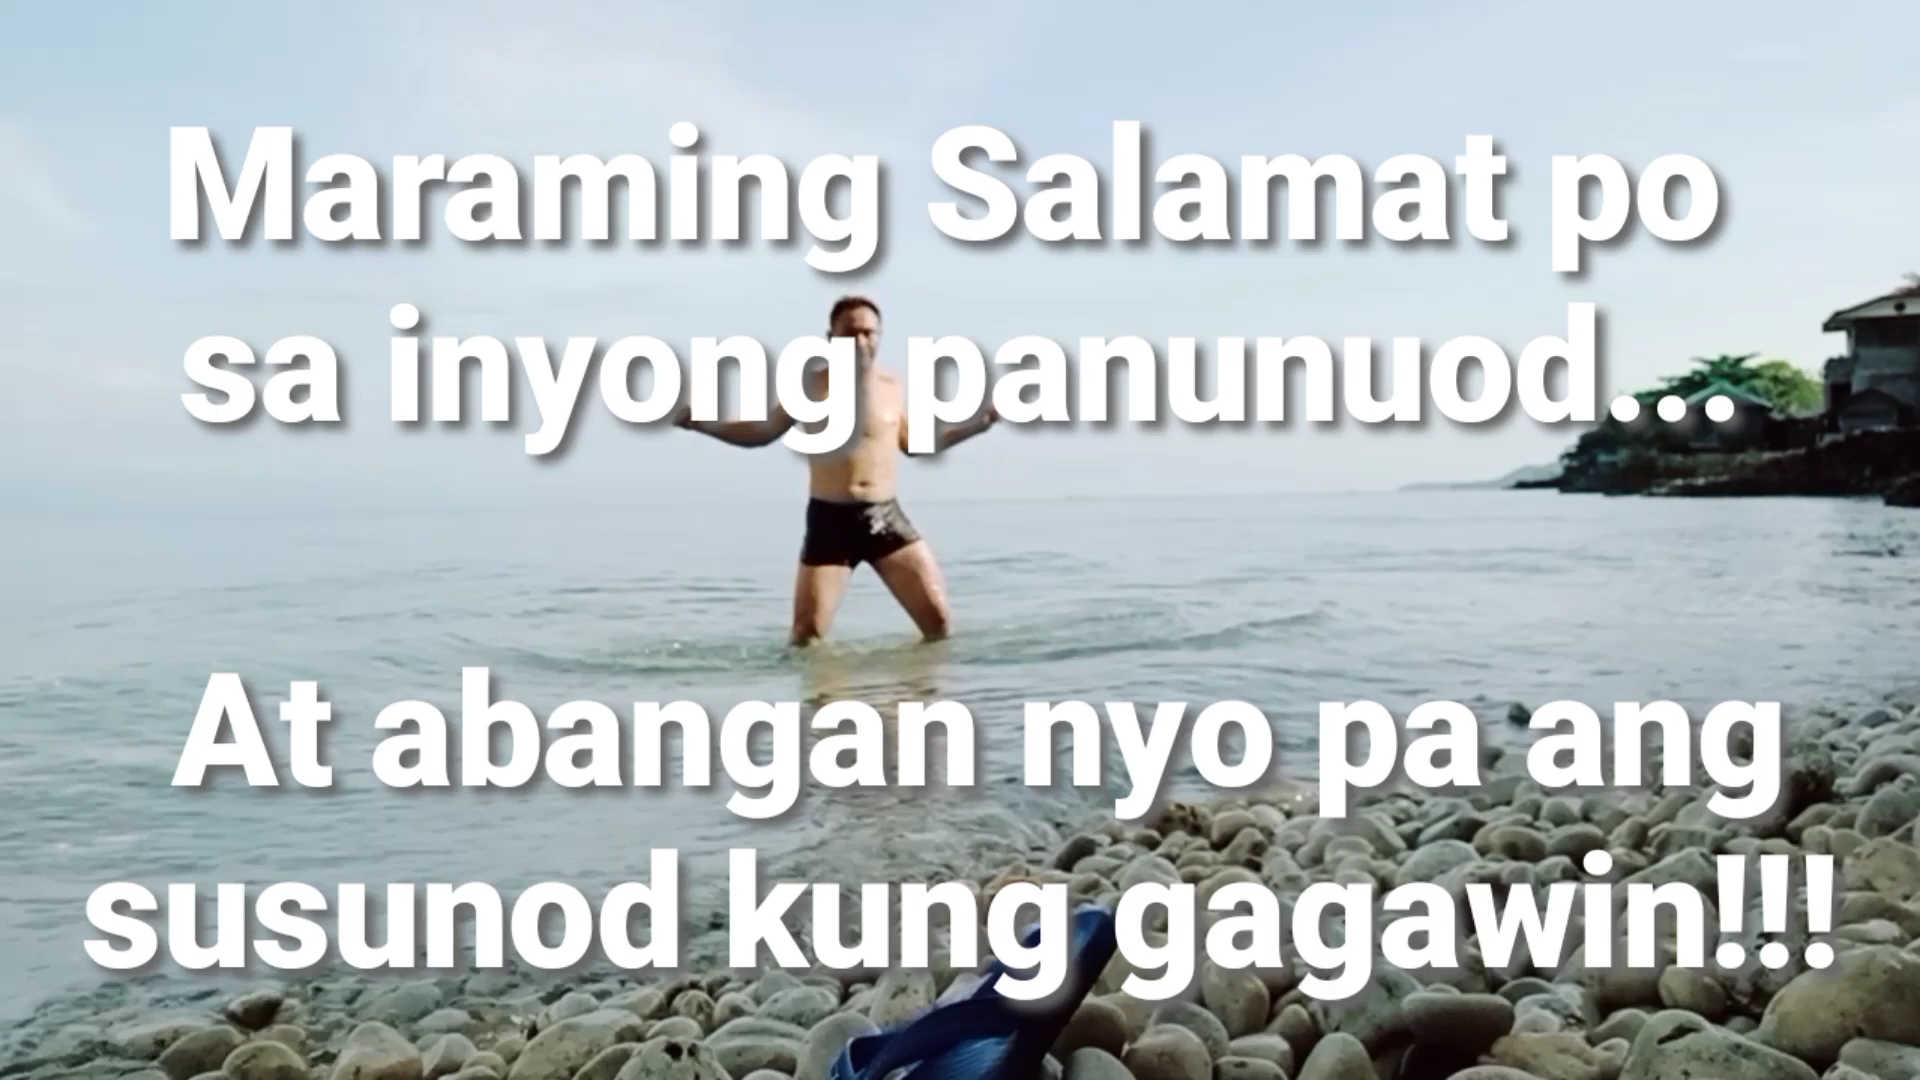 Maraming Salamat po
sa inyong panunuod...
At abangan nyo pa ang
susunod kung gagawin!!!